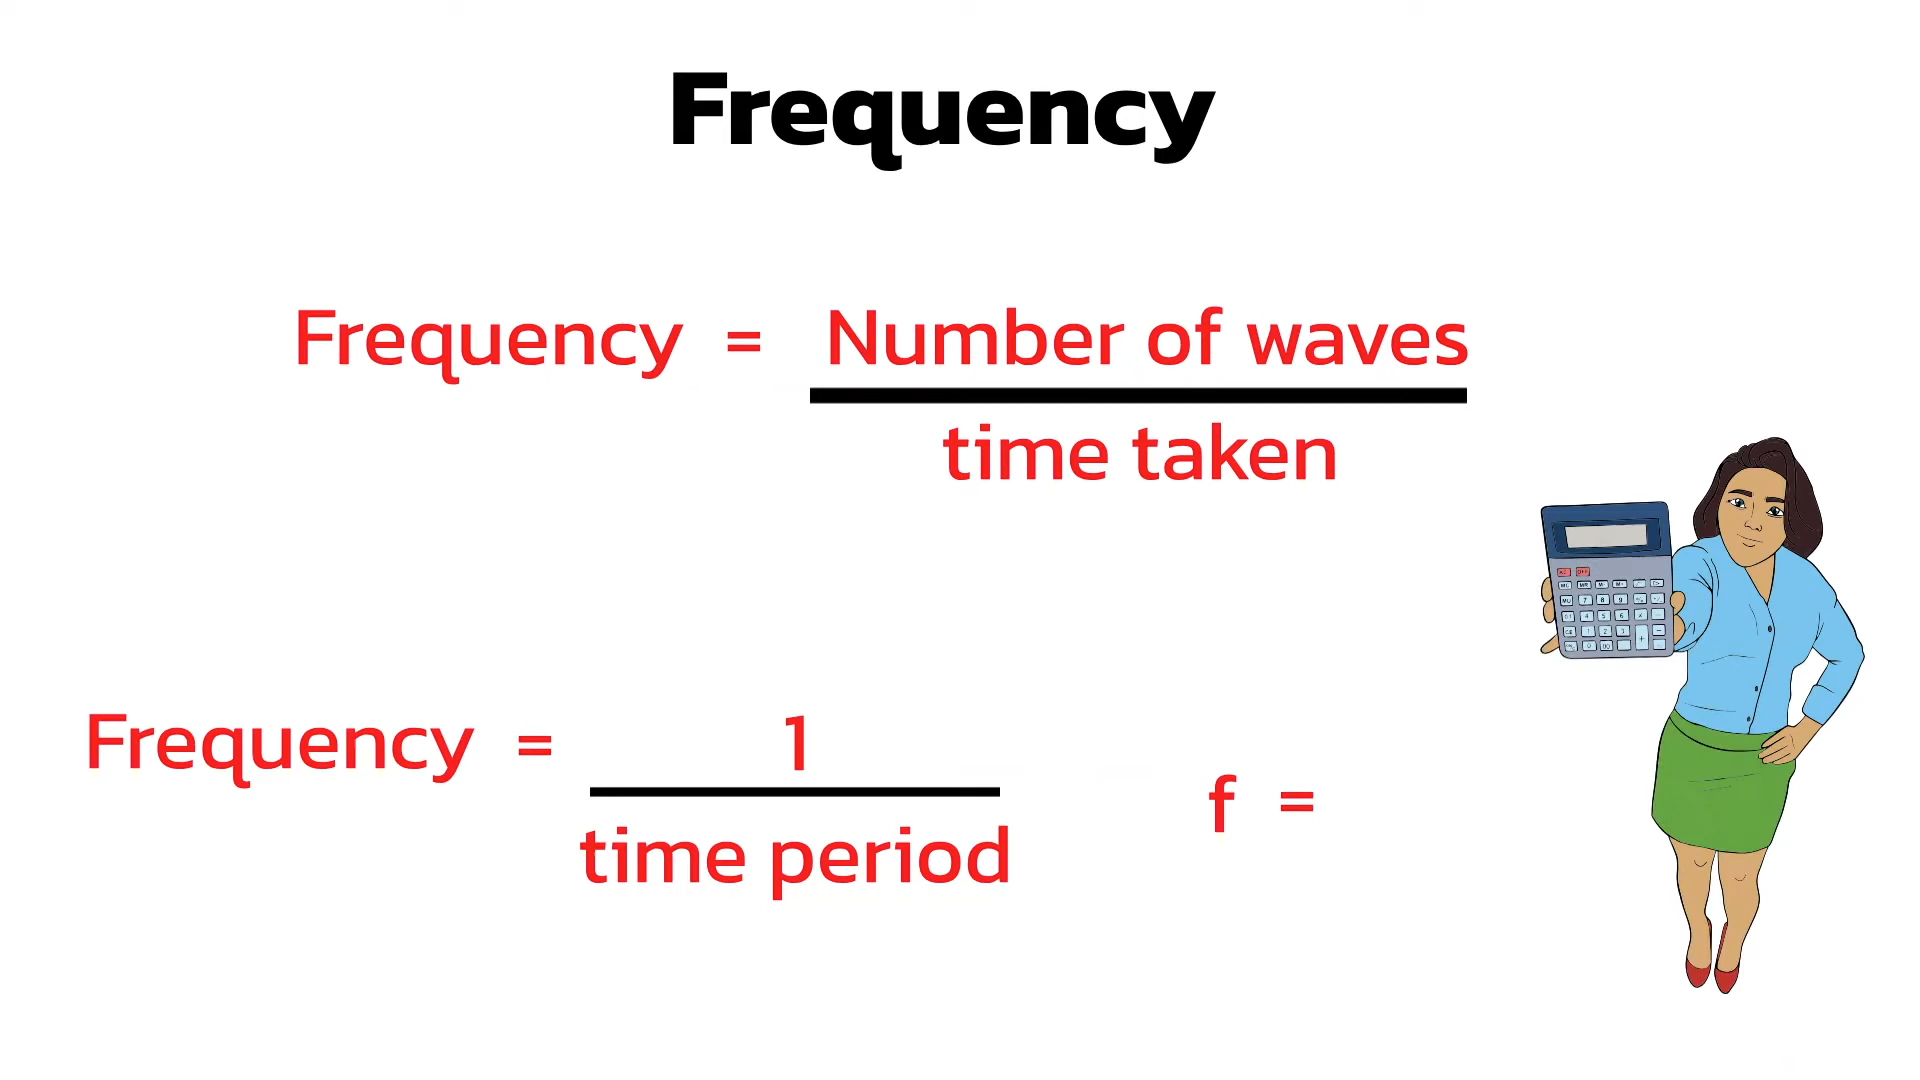 Frequency
Frequency = Number of waves
time taken
Frequency = 1
time period
f =